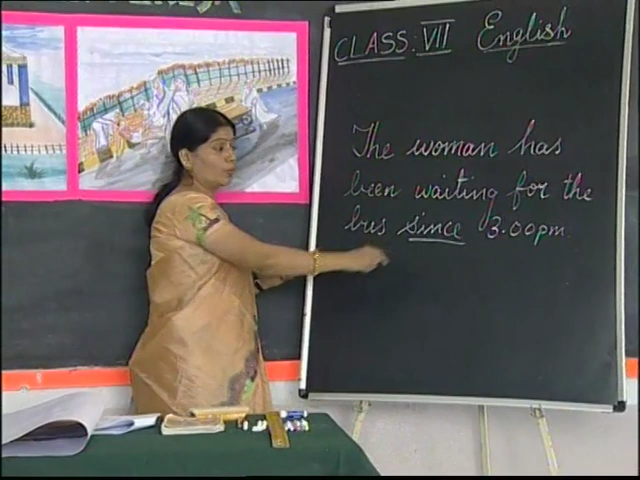 CLASS: VII English
The woman has
been waiting for the
bus since 3.00pm.